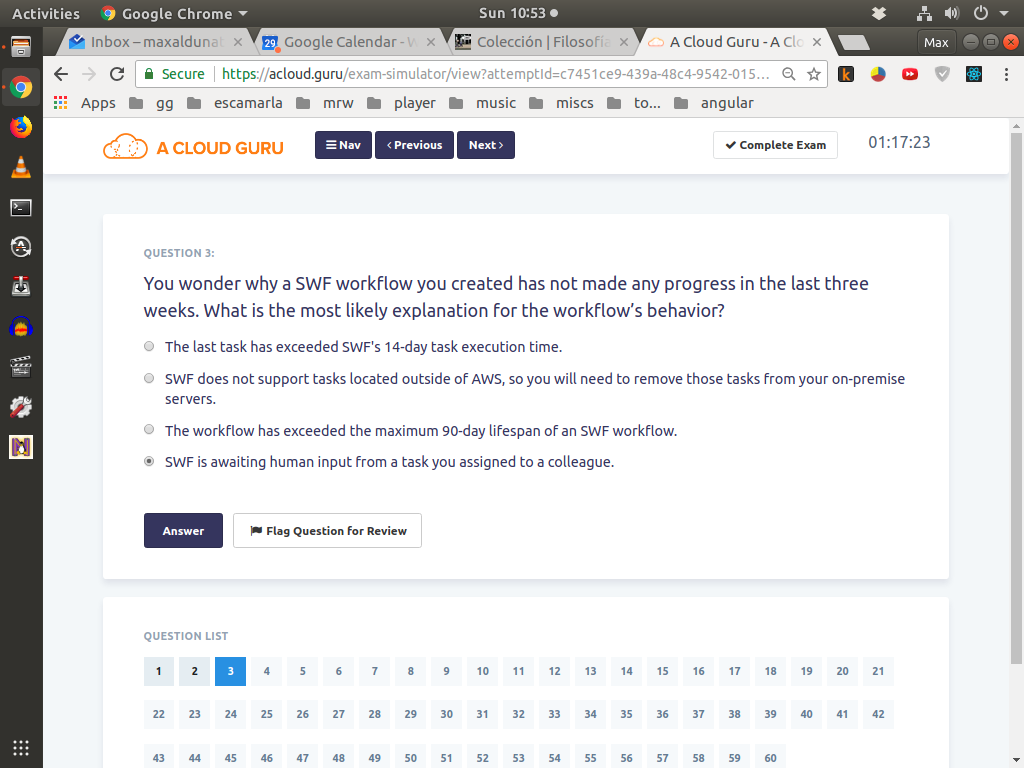 Activities Google Chrome Sun 10:53 Max
Inbox – maxaldunat Google Calendar - W Colección | Filosofía A Cloud Guru - A Clo
Secure https://acloud.guru/exam-simulator/view?attemptId=c7451ce9-439a-48c4-9542-015...
Apps gg escamarla mrw player music miscs to... angular
A CLOUD GURU Nav Previous Next Complete Exam 01:17:23
QUESTION 3:
You wonder why a SWF workflow you created has not made any progress in the last three
weeks. What is the most likely explanation for the workflow’s behavior?
The last task has exceeded SWF's 14-day task execution time.
SWF does not support tasks located outside of AWS, so you will need to remove those tasks from your on-premise
servers.
The workflow has exceeded the maximum 90-day lifespan of an SWF workflow.
SWF is awaiting human input from a task you assigned to a colleague.
Answer Flag Question for Review
QUESTION LIST
1 2 3 4 5 6 7 8 9 10 11 12 13 14 15 16 17 18 19 20 21
22 23 24 25 26 27 28 29 30 31 32 33 34 35 36 37 38 39 40 41 42
43 44 45 46 47 48 49 50 51 52 53 54 55 56 57 58 59 60